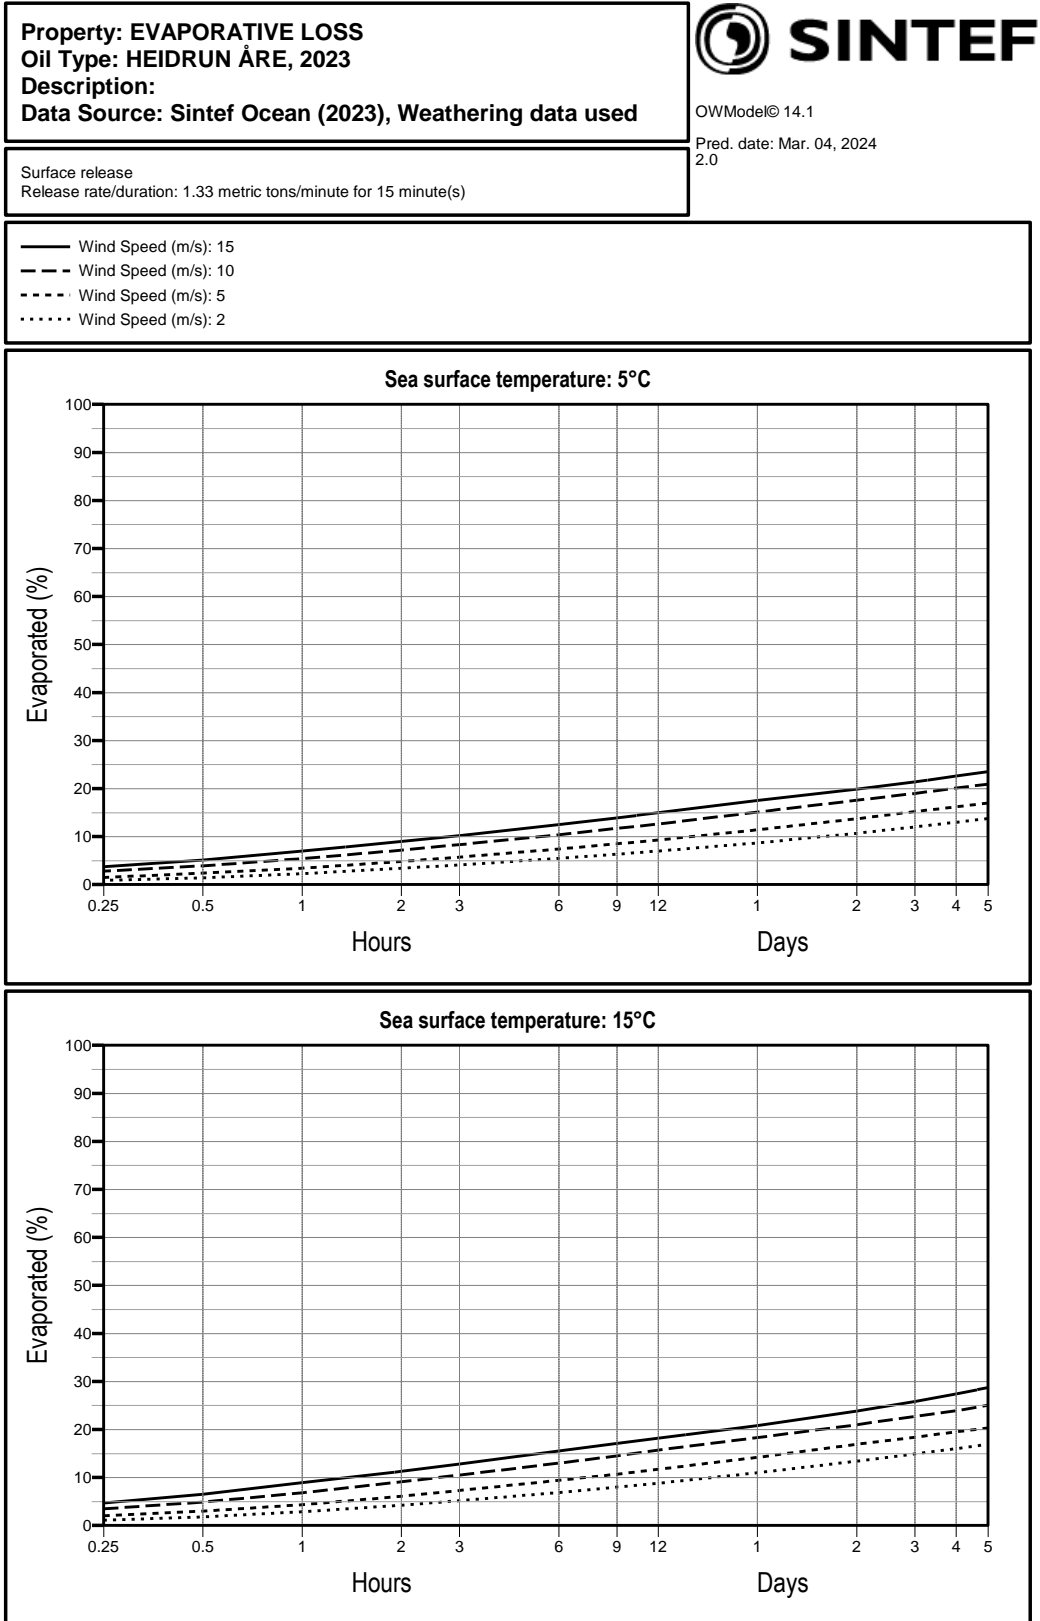 Property: EVAPORATIVE LOSS
Oil Type: HEIDRUN ÅRE, 2023
Description:
Data Source: Sintef Ocean (2023), Weathering data used
SINTEF
OWModel© 14.1
Pred. date: Mar. 04, 2024
2.0
Surface release
Release rate/duration: 1.33 metric tons/minute for 15 minute(s)
Wind Speed (m/s): 15
Wind Speed (m/s): 10
Wind Speed (m/s): 5
Wind Speed (m/s): 2
Sea surface temperature: 5°C
Evaporated (%)
100
90
80
70
60
50
40
30
20
10
0
0.25 0.5 1 2 3 6 9 12 1 2 3 4 5
Hours Days
Sea surface temperature: 15°C
Evaporated (%)
100
90
80
70
60
50
40
30
20
10
0
0.25 0.5 1 2 3 6 9 12 1 2 3 4 5
Hours Days